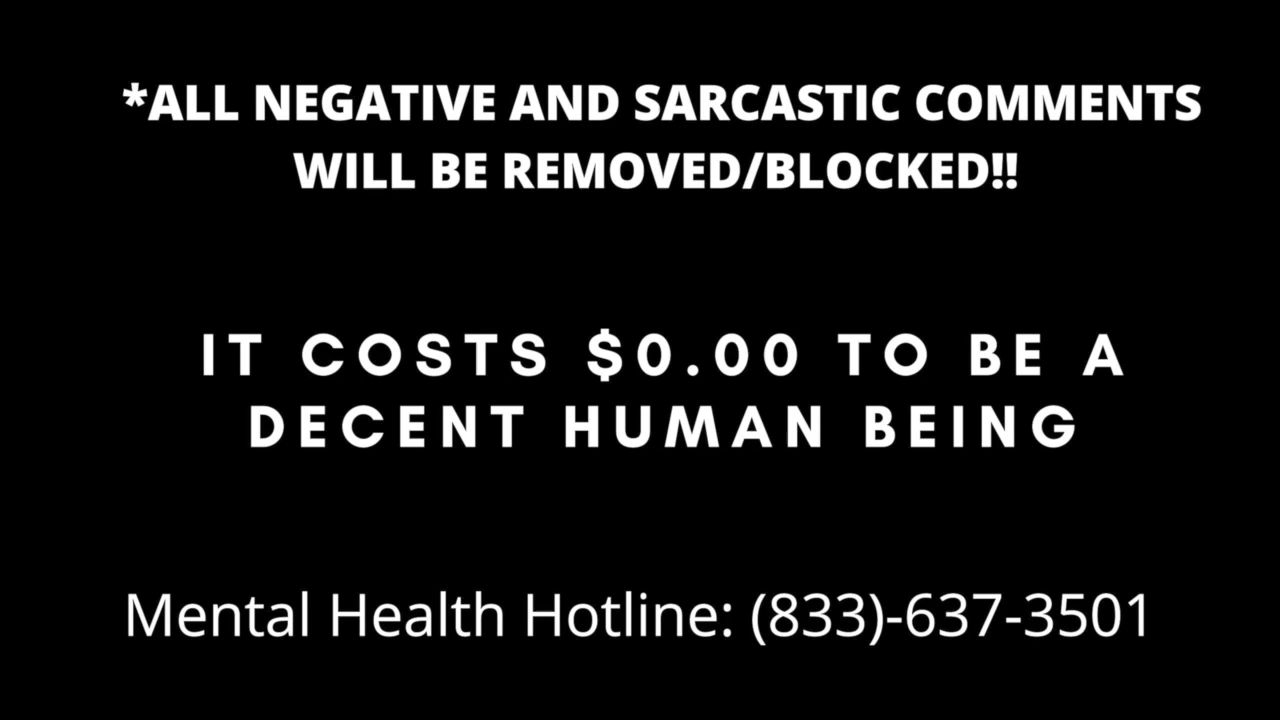 *ALL NEGATIVE AND SARCASTIC COMMENTS
WILL BE REMOVED/BLOCKED!!
IT COSTS $0.00 TO BE A
DECENT HUMAN BEING
Mental Health Hotline: (833)-637-3501